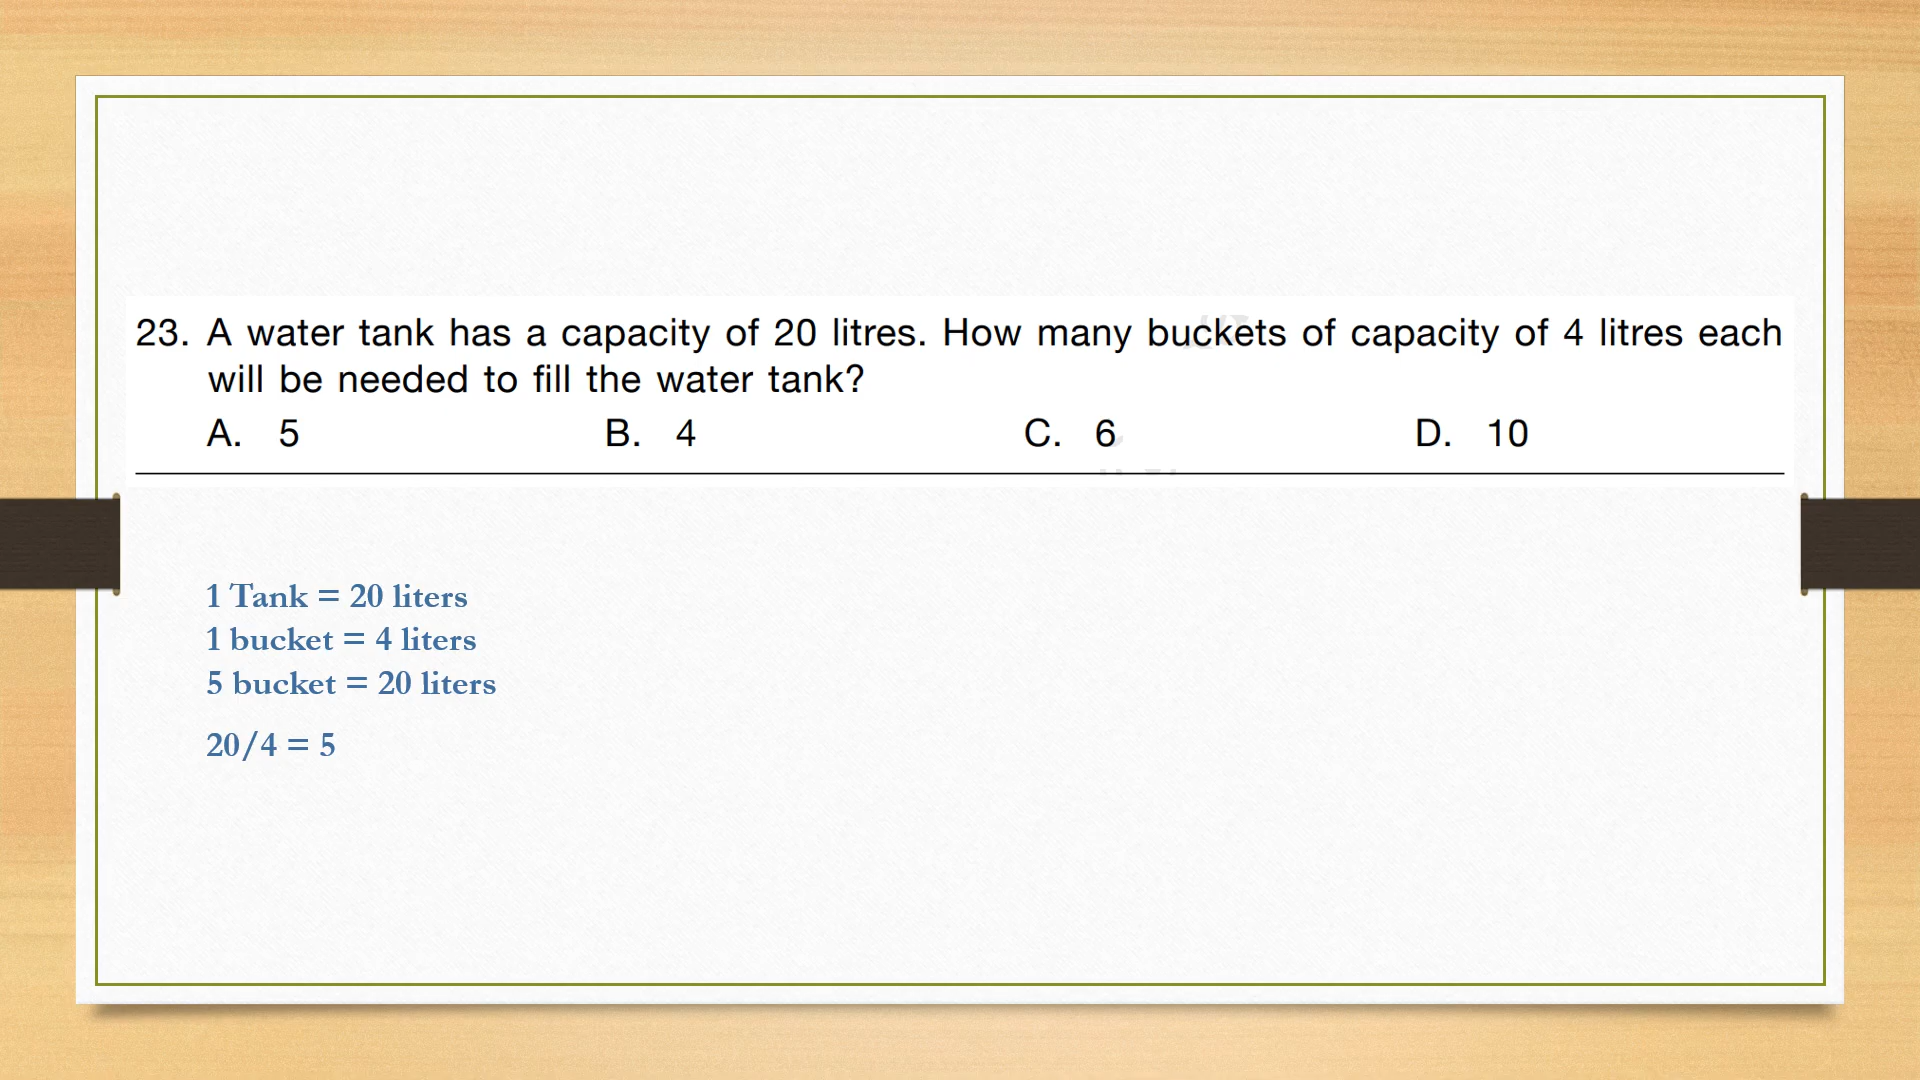 23. A water tank has a capacity of 20 litres. How many buckets of capacity of 4 litres each
will be needed to fill the water tank?
A. 5 B. 4 C. 6 D. 10
1 Tank = 20 liters
1 bucket = 4 liters
5 bucket = 20 liters
20/4 = 5